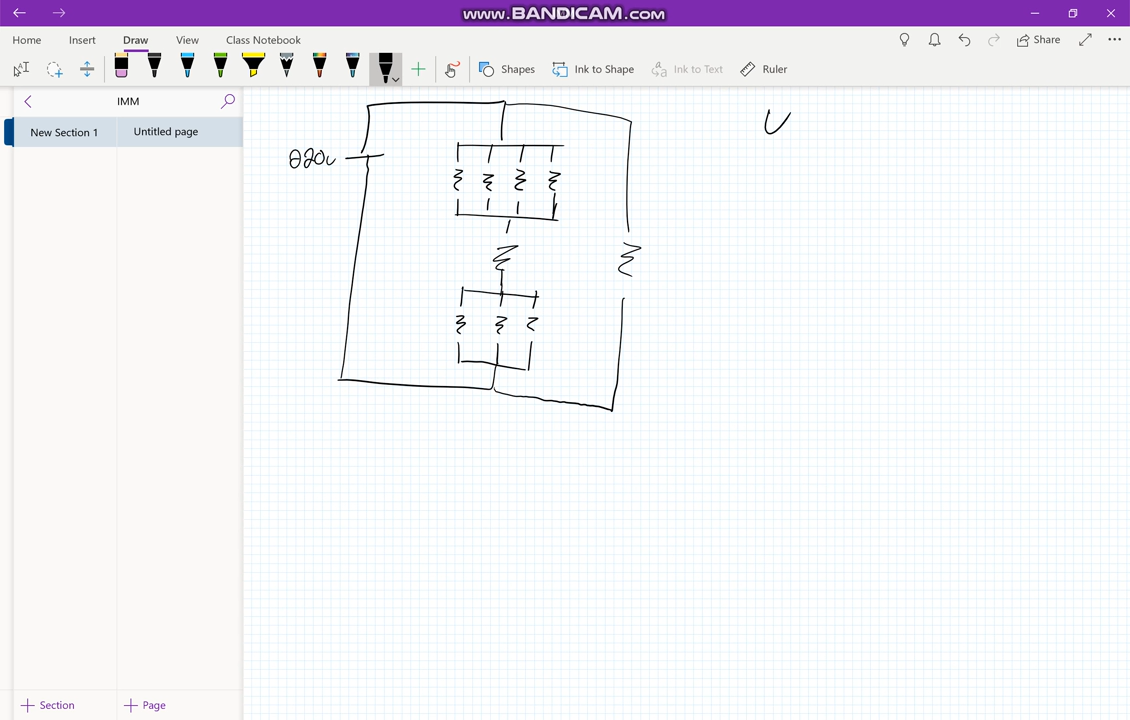 www.BANDICAM.com
Home Insert Draw View Class Notebook
Share
Shapes Ink to Shape Ink to Text Ruler
IMM
New Section 1 Untitled page
U
220v
Section Page